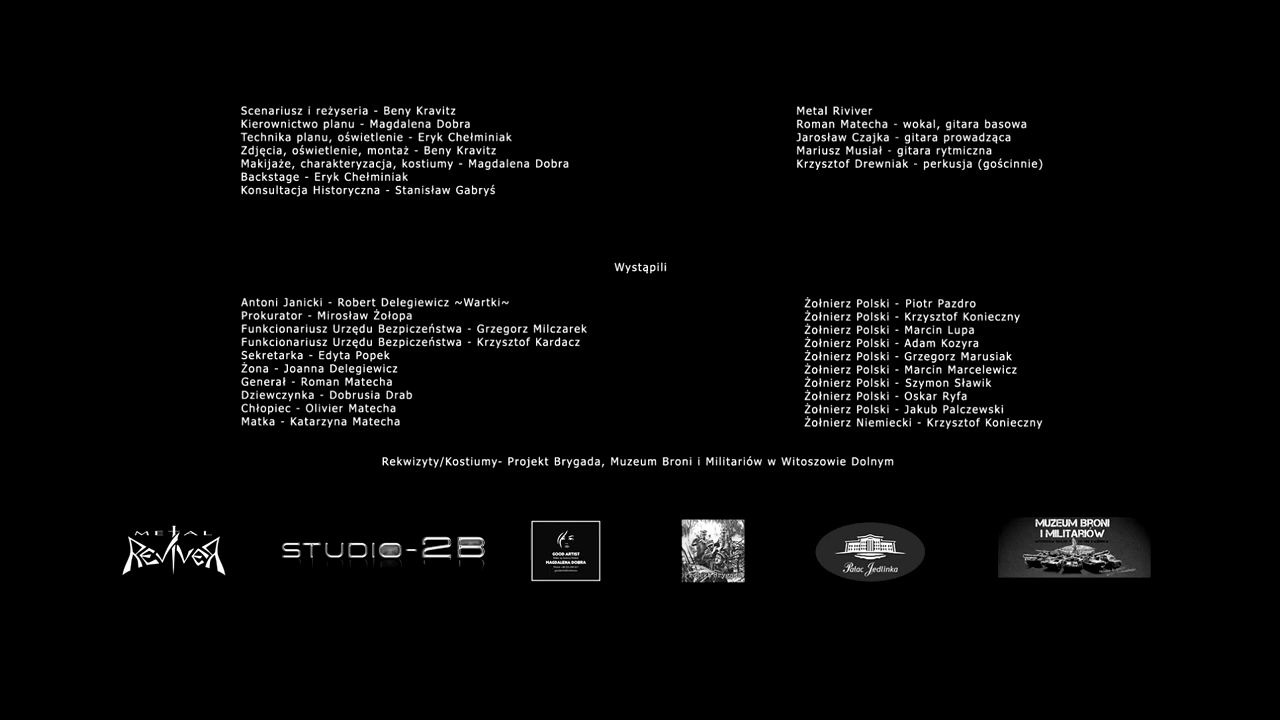 Scenariusz i reżyseria - Beny Kravitz
Kierownictwo planu - Magdalena Dobra
Technika planu, oświetlenie - Eryk Chełminiak
Zdjęcia, oświetlenie, montaż - Beny Kravitz
Makijaże, charakteryzacja, kostiumy - Magdalena Dobra
Backstage - Eryk Chełminiak
Konsultacja Historyczna - Stanisław Gabryś
Metal Riviver
Roman Matecha - wokal, gitara basowa
Jarosław Czajka - gitara prowadząca
Mariusz Musiał - gitara rytmiczna
Krzysztof Drewniak - perkusja (gościnnie)
Wystąpili
Antoni Janicki - Robert Delegiewicz ~Wartki~
Prokurator - Mirosław Żołopa
Funkcionariusz Urzędu Bezpiczeństwa - Grzegorz Milczarek
Funkcionariusz Urzędu Bezpiczeństwa - Krzysztof Kardacz
Sekretarka - Edyta Popek
Żona - Joanna Delegiewicz
Generał - Roman Matecha
Dziewczynka - Dobrusia Drab
Chłopiec - Olivier Matecha
Matka - Katarzyna Matecha
Żołnierz Polski - Piotr Pazdro
Żołnierz Polski - Krzysztof Konieczny
Żołnierz Polski - Marcin Lupa
Żołnierz Polski - Adam Kozyra
Żołnierz Polski - Grzegorz Marusiak
Żołnierz Polski - Marcin Marcelewicz
Żołnierz Polski - Szymon Sławik
Żołnierz Polski - Oskar Ryfa
Żołnierz Polski - Jakub Palczewski
Żołnierz Niemiecki - Krzysztof Konieczny
Rekwizyty/Kostiumy- Projekt Brygada, Muzeum Broni i Militariów w Witoszowie Dolnym
METAL
REVIVER
STUDIO-2B
GOOD ARTIST
MAGDALENA DOBRA
Pałac Jedlinka
MUZEUM BRONI
I MILITARIÓW